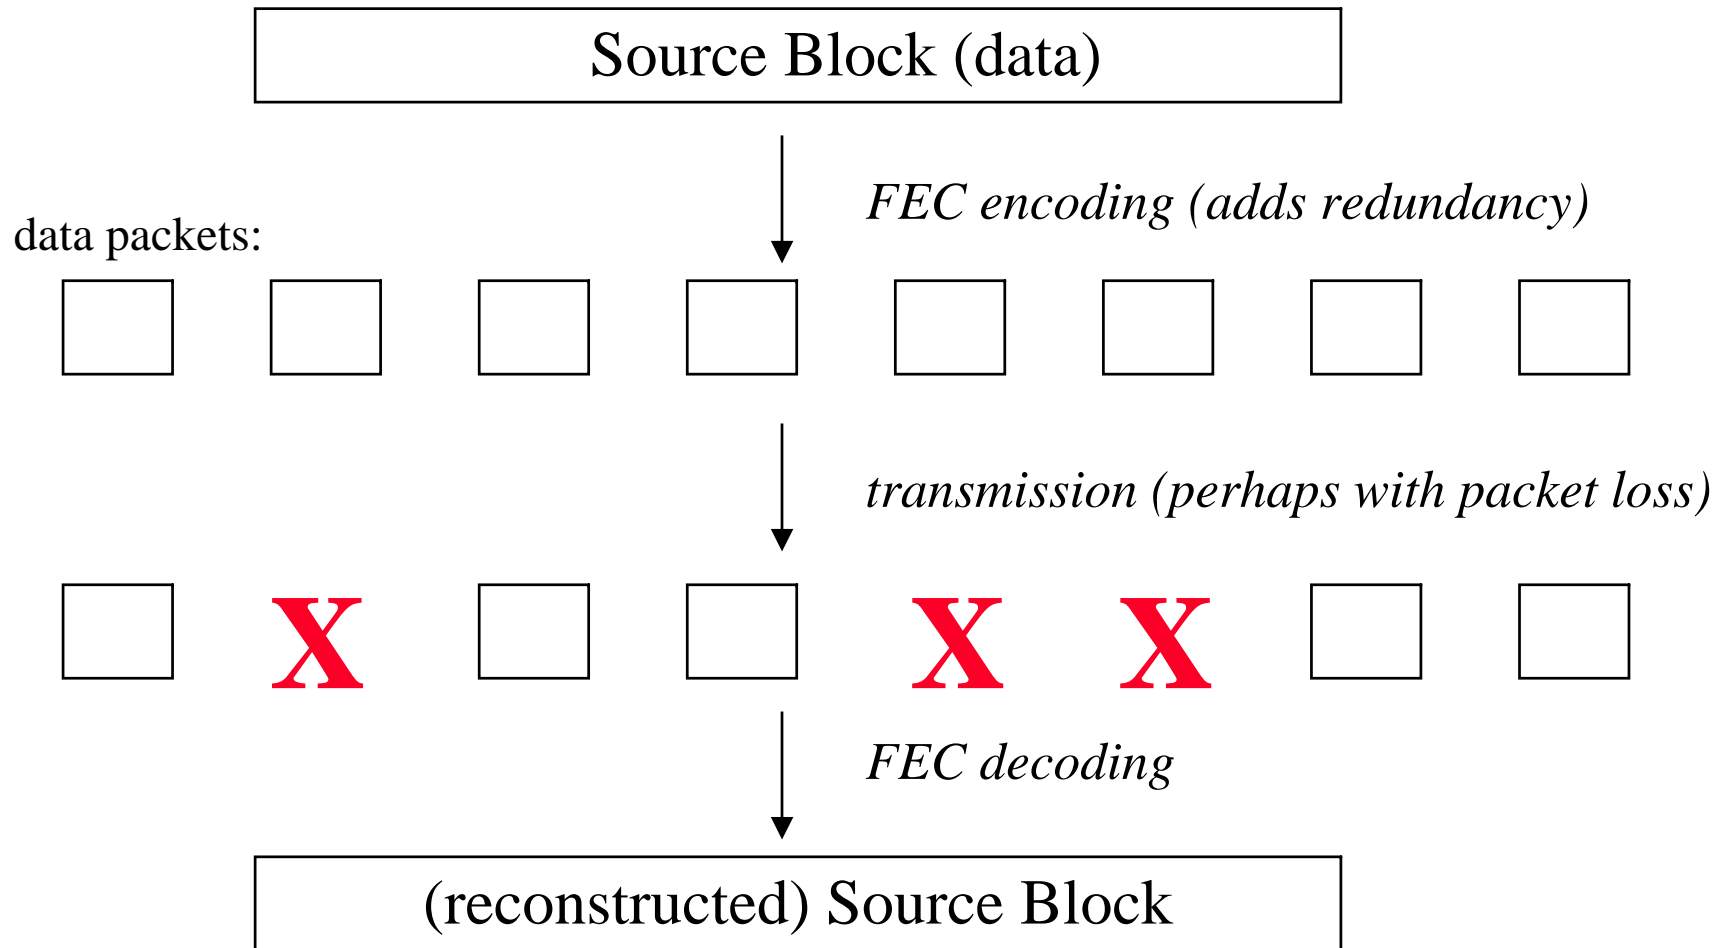 Source Block (data)
FEC encoding (adds redundancy)
data packets:
transmission (perhaps with packet loss)
X X X
FEC decoding
(reconstructed) Source Block